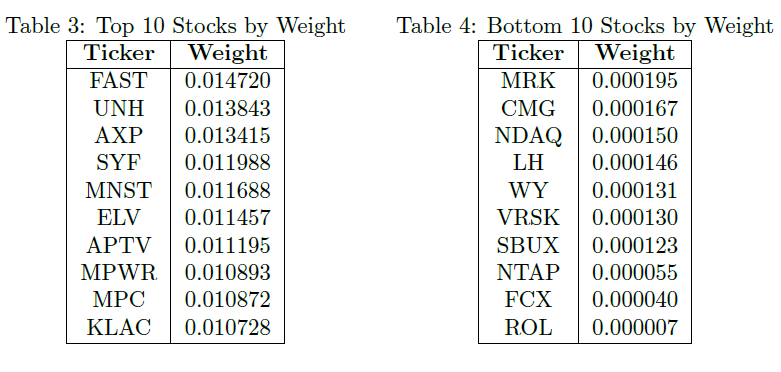 Table 3: Top 10 Stocks by Weight
Ticker Weight
FAST 0.014720
UNH 0.013843
AXP 0.013415
SYF 0.011988
MNST 0.011688
ELV 0.011457
APTV 0.011195
MPWR 0.010893
MPC 0.010872
KLAC 0.010728
Table 4: Bottom 10 Stocks by Weight
Ticker Weight
MRK 0.000195
CMG 0.000167
NDAQ 0.000150
LH 0.000146
WY 0.000131
VRSK 0.000130
SBUX 0.000123
NTAP 0.000055
FCX 0.000040
ROL 0.000007